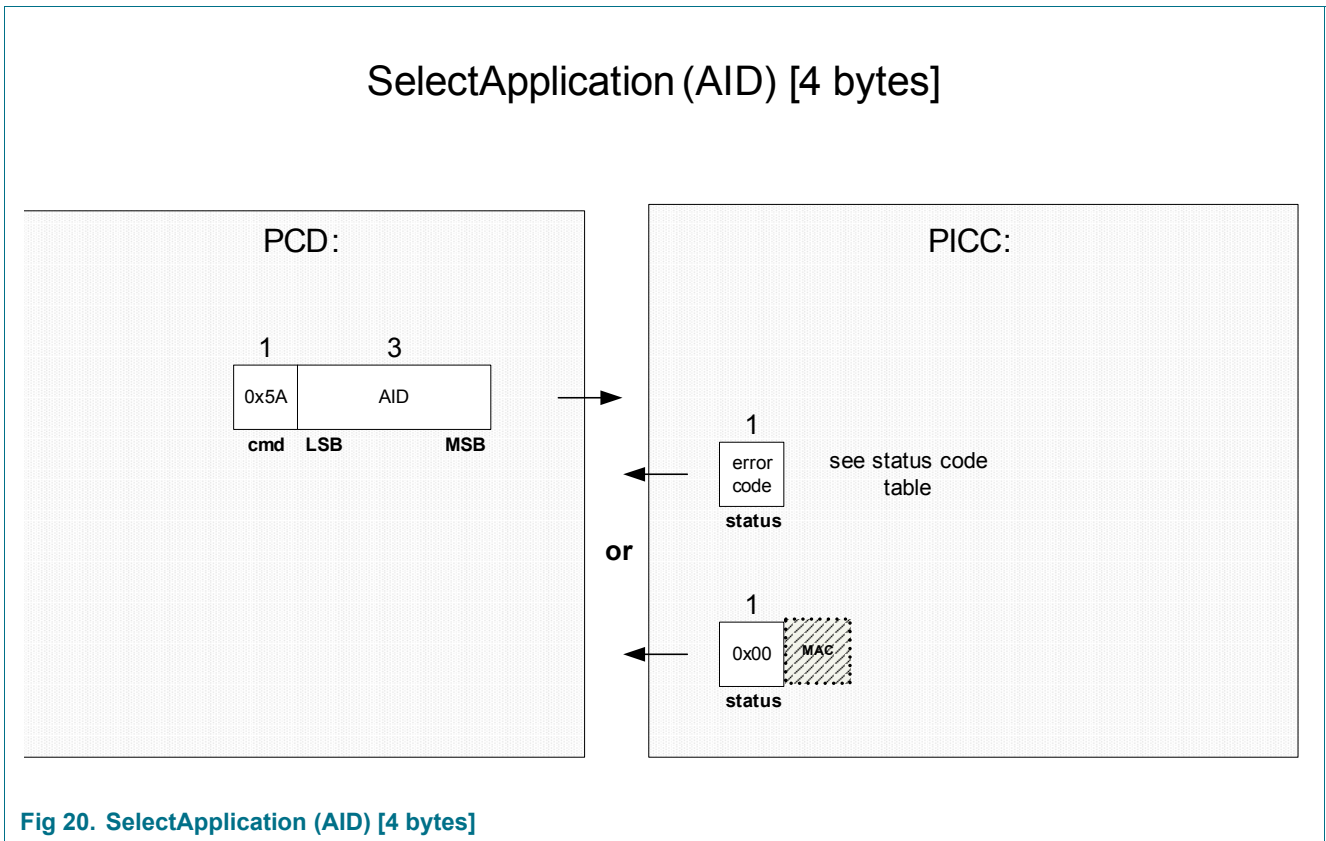 SelectApplication (AID) [4 bytes]
PCD:
1 3
0x5A AID
cmd LSB MSB
PICC:
1
error
code
status
see status code
table
or
1
0x00 MAC
status
Fig 20. SelectApplication (AID) [4 bytes]